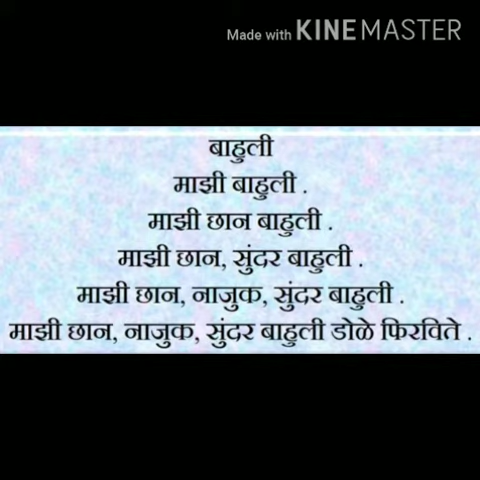 Made with KINEMASTER
बाहुली
माझी बाहुली .
माझी छान बाहुली .
माझी छान, सुंदर बाहुली .
माझी छान, नाजुक, सुंदर बाहुली .
माझी छान, नाजुक, सुंदर बाहुली डोळे फिरविते .